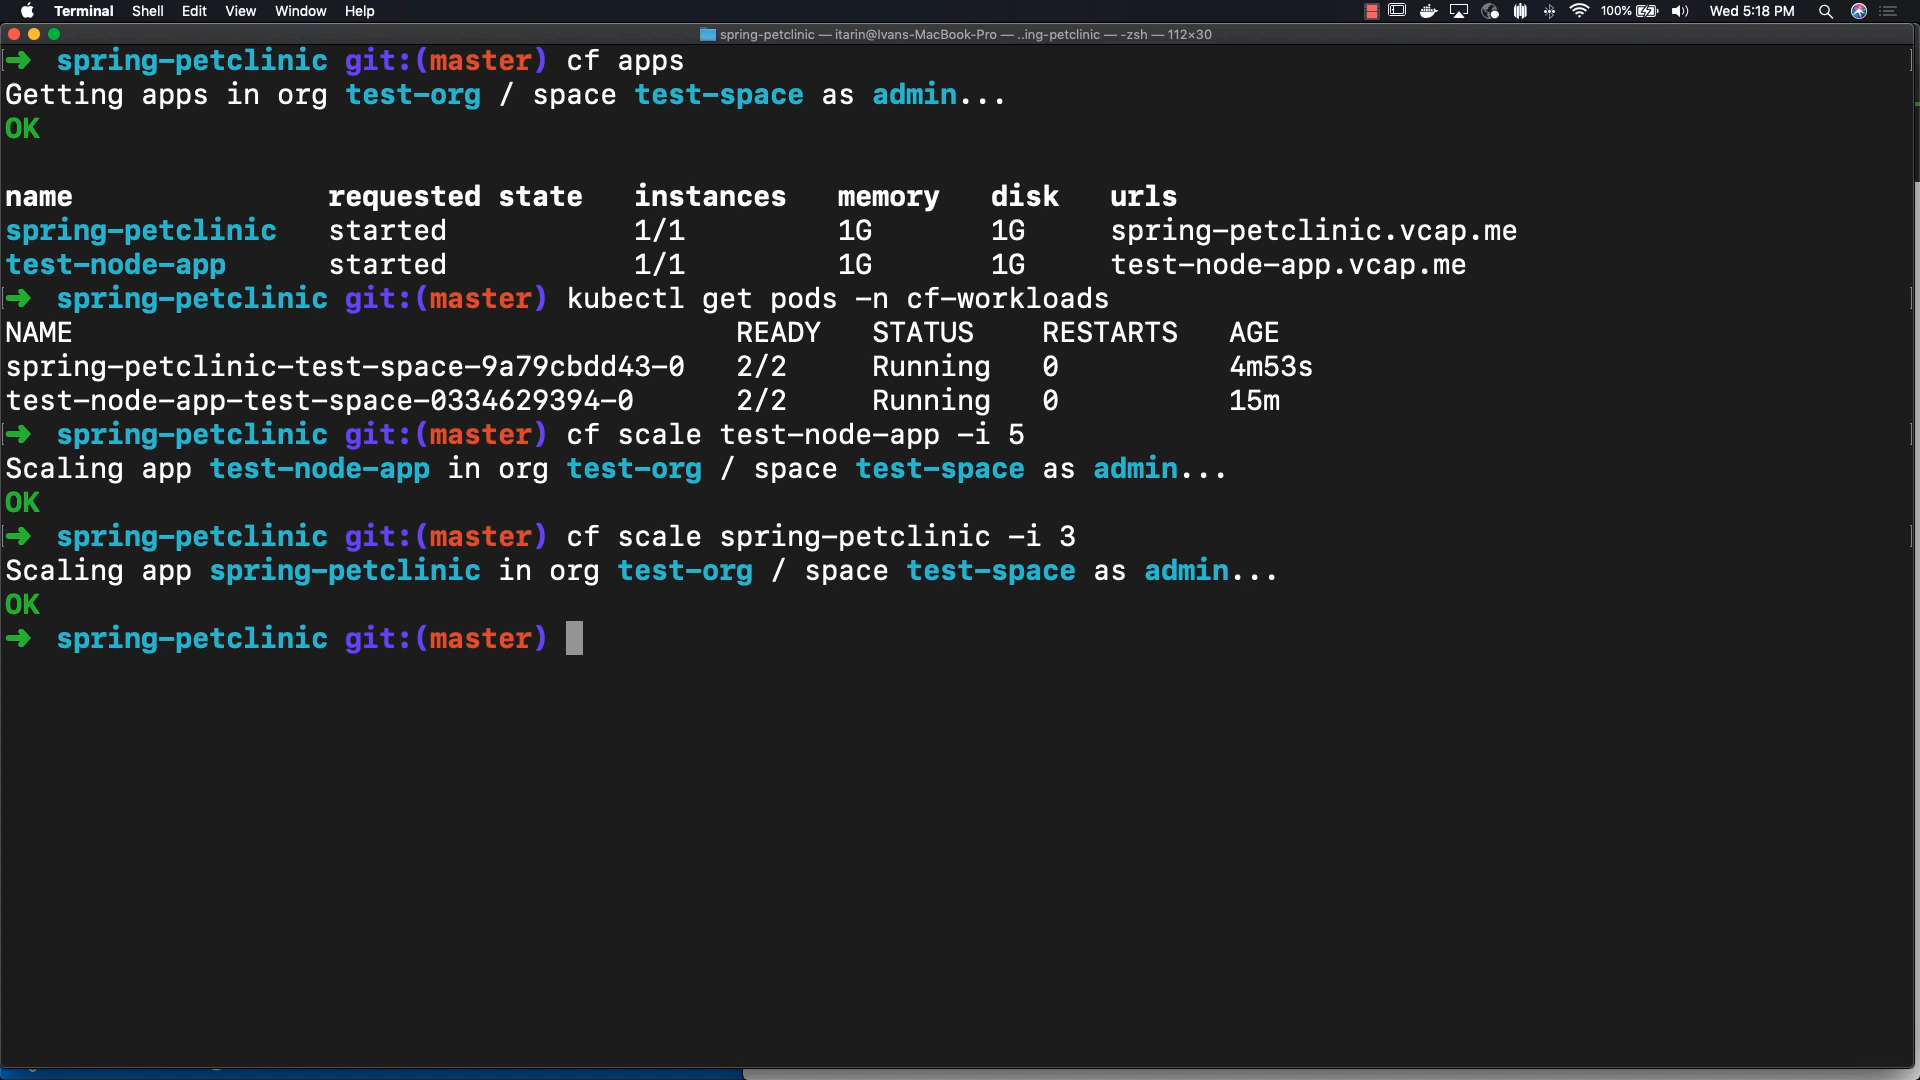 Terminal Shell Edit View Window Help 100% Wed 5:18 PM
spring-petclinic — itarin@Ivans-MacBook-Pro — ..ing-petclinic — -zsh — 112×30
➜ spring-petclinic git:(master) cf apps
Getting apps in org test-org / space test-space as admin...
OK
name requested state instances memory disk urls
spring-petclinic started 1/1 1G 1G spring-petclinic.vcap.me
test-node-app started 1/1 1G 1G test-node-app.vcap.me
➜ spring-petclinic git:(master) kubectl get pods -n cf-workloads
NAME READY STATUS RESTARTS AGE
spring-petclinic-test-space-9a79cbdd43-0 2/2 Running 0 4m53s
test-node-app-test-space-0334629394-0 2/2 Running 0 15m
➜ spring-petclinic git:(master) cf scale test-node-app -i 5
Scaling app test-node-app in org test-org / space test-space as admin...
OK
➜ spring-petclinic git:(master) cf scale spring-petclinic -i 3
Scaling app spring-petclinic in org test-org / space test-space as admin...
OK
➜ spring-petclinic git:(master)